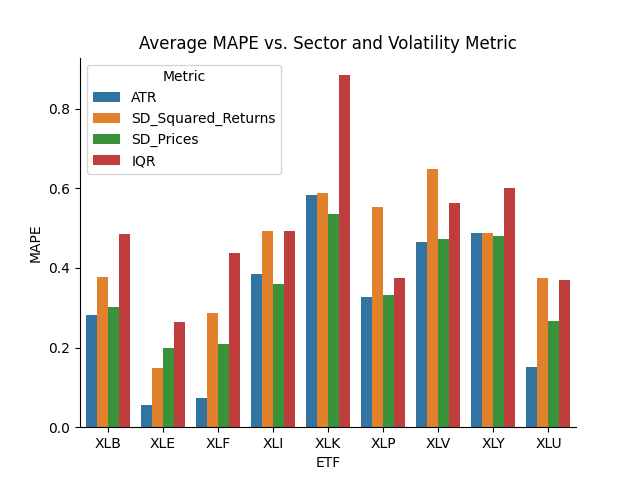 Average MAPE vs. Sector and Volatility Metric
Metric
ATR
SD_Squared_Returns
SD_Prices
IQR
0.8
0.6
0.4
0.2
0.0
MAPE
XLB XLE XLF XLI XLK XLP XLV XLY XLU
ETF